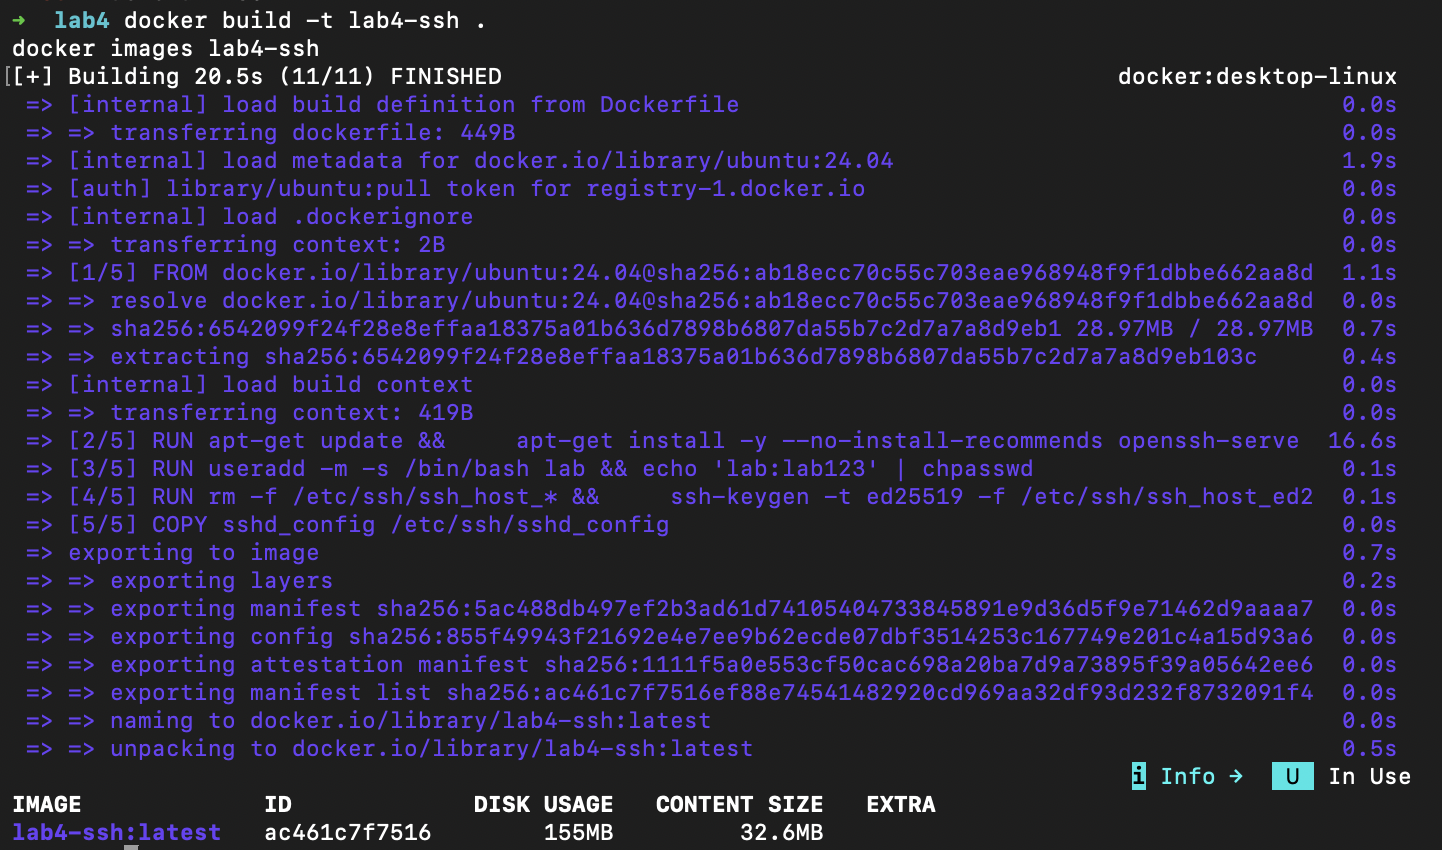 → lab4 docker build -t lab4-ssh .
docker images lab4-ssh
[[+] Building 20.5s (11/11) FINISHED docker:desktop-linux
=> [internal] load build definition from Dockerfile 0.0s
=> => transferring dockerfile: 449B 0.0s
=> [internal] load metadata for docker.io/library/ubuntu:24.04 1.9s
=> [auth] library/ubuntu:pull token for registry-1.docker.io 0.0s
=> [internal] load .dockerignore 0.0s
=> => transferring context: 2B 0.0s
=> [1/5] FROM docker.io/library/ubuntu:24.04@sha256:ab18ecc70c55c703eae968948f9f1dbbe662aa8d 1.1s
=> => resolve docker.io/library/ubuntu:24.04@sha256:ab18ecc70c55c703eae968948f9f1dbbe662aa8d 0.0s
=> => sha256:6542099f24f28e8effaa18375a01b636d7898b6807da55b7c2d7a7a8d9eb1 28.97MB / 28.97MB 0.7s
=> => extracting sha256:6542099f24f28e8effaa18375a01b636d7898b6807da55b7c2d7a7a8d9eb103c 0.4s
=> [internal] load build context 0.0s
=> => transferring context: 419B 0.0s
=> [2/5] RUN apt-get update &&     apt-get install -y --no-install-recommends openssh-serve 16.6s
=> [3/5] RUN useradd -m -s /bin/bash lab && echo 'lab:lab123' | chpasswd 0.1s
=> [4/5] RUN rm -f /etc/ssh/ssh_host_* &&     ssh-keygen -t ed25519 -f /etc/ssh/ssh_host_ed2 0.1s
=> [5/5] COPY sshd_config /etc/ssh/sshd_config 0.0s
=> exporting to image 0.7s
=> => exporting layers 0.2s
=> => exporting manifest sha256:5ac488db497ef2b3ad61d74105404733845891e9d36d5f9e71462d9aaaa7 0.0s
=> => exporting config sha256:855f49943f21692e4e7ee9b62ecde07dbf3514253c167749e201c4a15d93a6 0.0s
=> => exporting attestation manifest sha256:1111f5a0e553cf50cac698a20ba7d9a73895f39a05642ee6 0.0s
=> => exporting manifest list sha256:ac461c7f7516ef88e74541482920cd969aa32df93d232f8732091f4 0.0s
=> => naming to docker.io/library/lab4-ssh:latest 0.0s
=> => unpacking to docker.io/library/lab4-ssh:latest 0.5s
i Info → U In Use
IMAGE ID DISK USAGE CONTENT SIZE EXTRA
lab4-ssh:latest ac461c7f7516 155MB 32.6MB